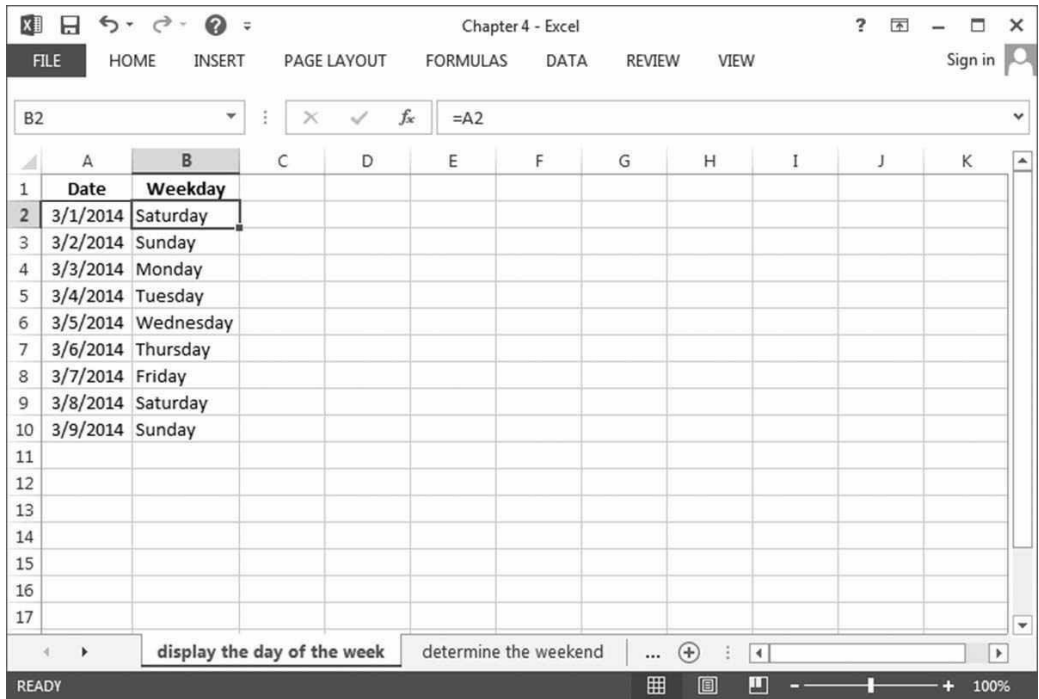 Chapter 4 - Excel
FILE HOME INSERT PAGE LAYOUT FORMULAS DATA REVIEW VIEW Sign in
B2 fx =A2
A B C D E F G H I J K
1 Date Weekday
2 3/1/2014 Saturday
3 3/2/2014 Sunday
4 3/3/2014 Monday
5 3/4/2014 Tuesday
6 3/5/2014 Wednesday
7 3/6/2014 Thursday
8 3/7/2014 Friday
9 3/8/2014 Saturday
10 3/9/2014 Sunday
11
12
13
14
15
16
17
display the day of the week determine the weekend ...
READY 100%